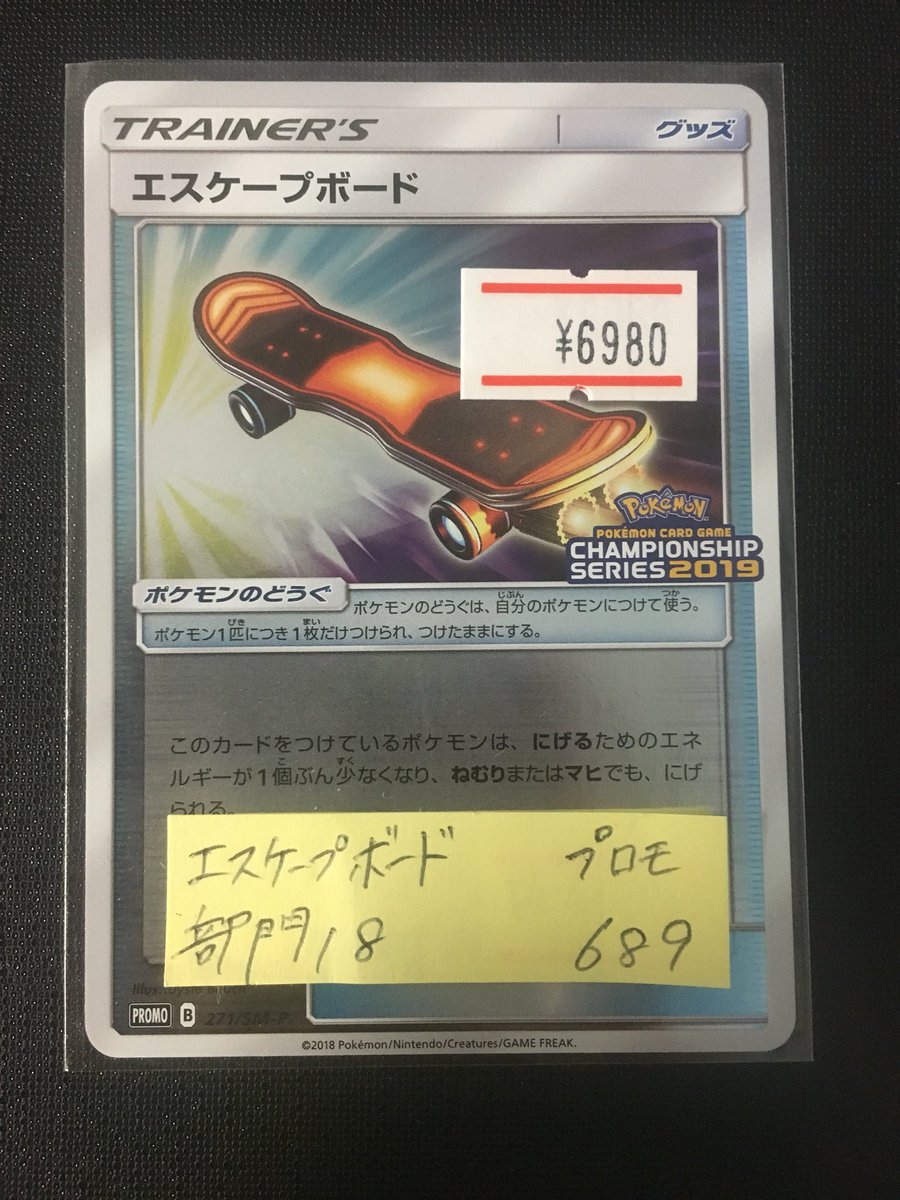 TRAINER'S グッズ
エスケープボード
¥6980
POKÉMON
POKÉMON CARD GAME
CHAMPIONSHIP
SERIES 2019
ポケモンのどうぐ
ポケモンのどうぐは、自分のポケモンにつけて使う。
ポケモン1匹につき1枚だけつけられ、つけたままにする。
このカードをつけているポケモンは、にげるためのエネ
ルギーが1個ぶん少なくなり、ねむりまたはマヒでも、にげ
られる。
エスケープボード プロモ
部門18 689
Illus.
PROMO B 271/SM-P
©2018 Pokémon/Nintendo/Creatures/GAME FREAK.